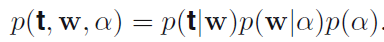 p(t, w, α) = p(t|w)p(w|α)p(α).